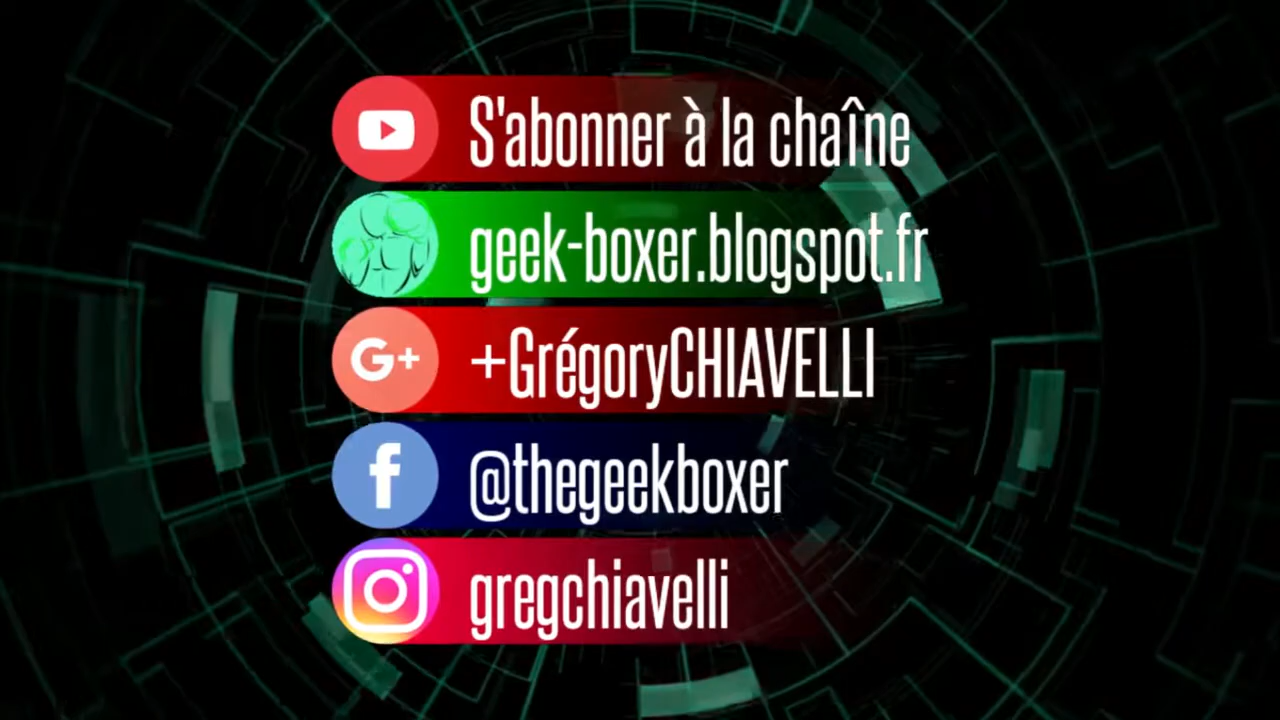 S'abonner à la chaîne
geek-boxer.blogspot.fr
G+ +GrégoryCHIAVELLI
f @thegeekboxer
gregchiavelli